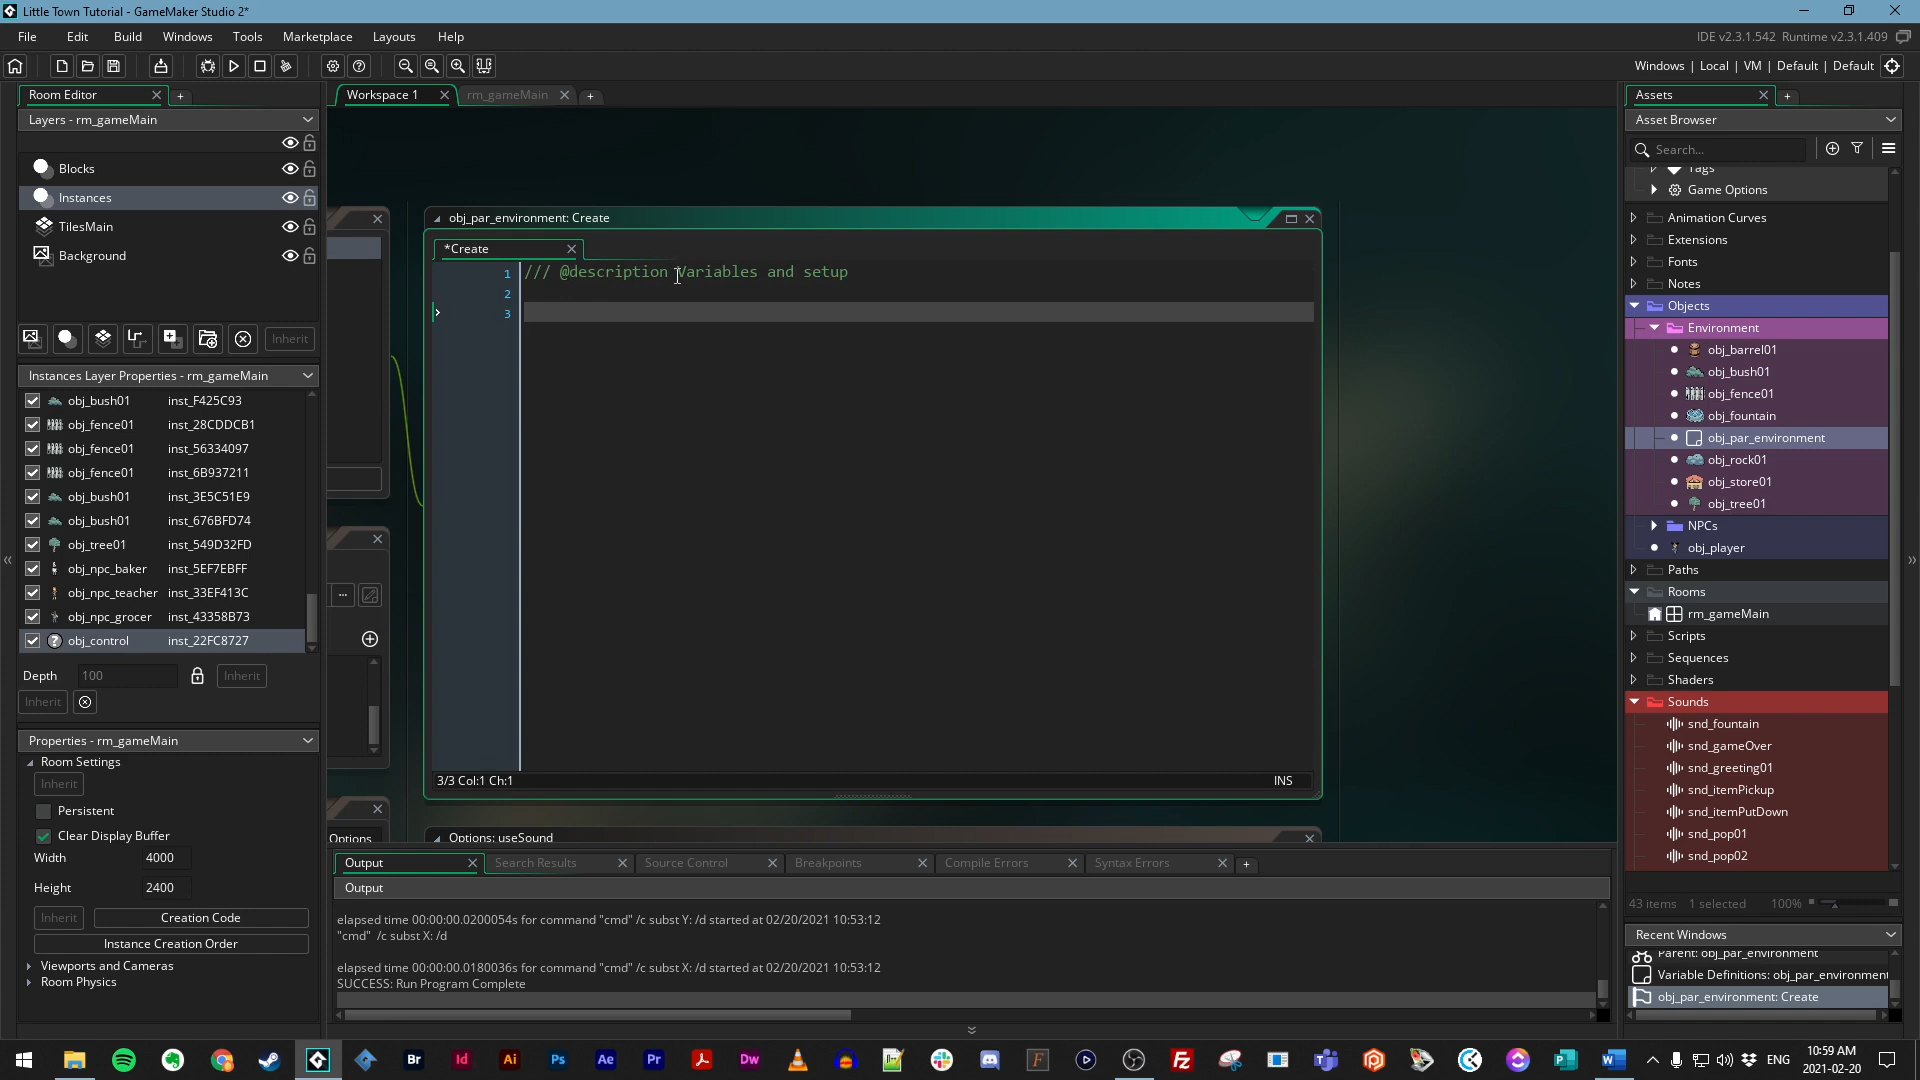 Little Town Tutorial - GameMaker Studio 2*
File Edit Build Windows Tools Marketplace Layouts Help
IDE v2.3.1.542 Runtime v2.3.1.409
Windows | Local | VM | Default | Default
Room Editor
Layers - rm_gameMain
Blocks
Instances
TilesMain
Background
Inherit
Instances Layer Properties - rm_gameMain
obj_bush01 inst_F425C93
obj_fence01 inst_28CDDCB1
obj_fence01 inst_56334097
obj_fence01 inst_6B937211
obj_bush01 inst_3E5C51E9
obj_bush01 inst_676BFD74
obj_tree01 inst_549D32FD
obj_npc_baker inst_5EF7EBFF
obj_npc_teacher inst_33EF413C
obj_npc_grocer inst_43358B73
obj_control inst_22FC8727
Depth 100 Inherit
Inherit
Properties - rm_gameMain
Room Settings
Inherit
Persistent
Clear Display Buffer
Width 4000
Height 2400
Inherit Creation Code
Instance Creation Order
Viewports and Cameras
Room Physics
Workspace 1 rm_gameMain
obj_par_environment: Create
*Create
1 /// @description Variables and setup
2
3
3/3 Col:1 Ch:1 INS
Options
Options: useSound
Output Search Results Source Control Breakpoints Compile Errors Syntax Errors
Output
elapsed time 00:00:00.0200054s for command "cmd" /c subst Y: /d started at 02/20/2021 10:53:12
"cmd" /c subst X: /d
elapsed time 00:00:00.0180036s for command "cmd" /c subst X: /d started at 02/20/2021 10:53:12
SUCCESS: Run Program Complete
Assets
Asset Browser
Search...
Tags
Game Options
Animation Curves
Extensions
Fonts
Notes
Objects
Environment
obj_barrel01
obj_bush01
obj_fence01
obj_fountain
obj_par_environment
obj_rock01
obj_store01
obj_tree01
NPCs
obj_player
Paths
Rooms
rm_gameMain
Scripts
Sequences
Shaders
Sounds
snd_fountain
snd_gameOver
snd_greeting01
snd_itemPickup
snd_itemPutDown
snd_pop01
snd_pop02
43 items 1 selected 100%
Recent Windows
Parent: obj_par_environment
Variable Definitions: obj_par_environment
obj_par_environment: Create
Br Id Ai Ps Ae Pr Dw
ENG
10:59 AM
2021-02-20